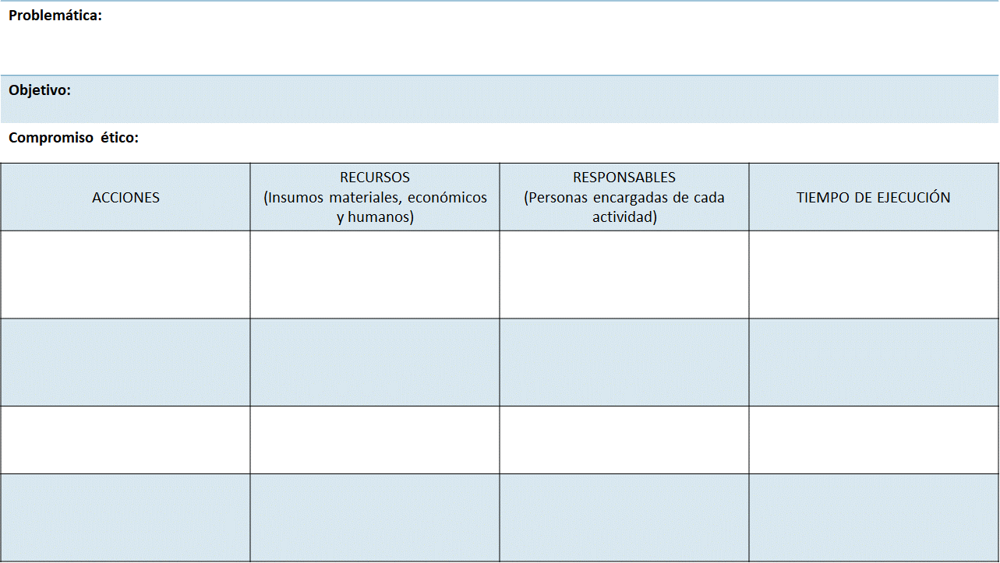 Problemática:
Objetivo:
Compromiso ético:
ACCIONES
RECURSOS
(Insumos materiales, económicos
y humanos)
RESPONSABLES
(Personas encargadas de cada
actividad)
TIEMPO DE EJECUCIÓN